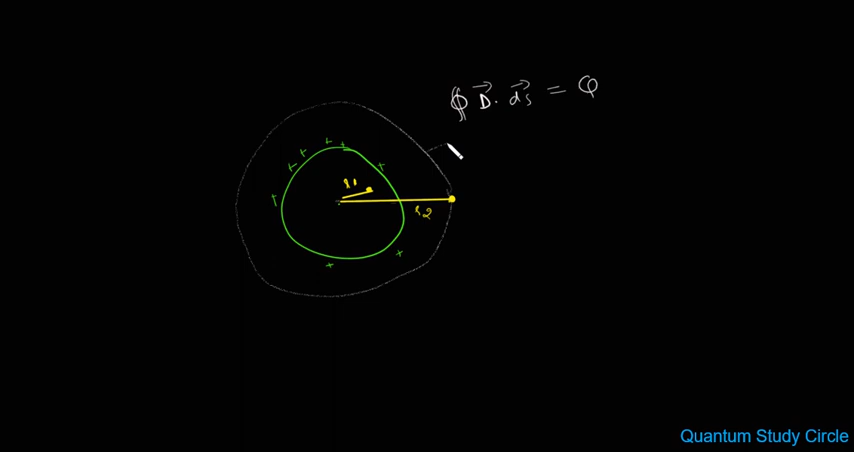 ∯ D⃗ . ds⃗ = Q
+ + + + + + + + +
r1
r2
Quantum Study Circle